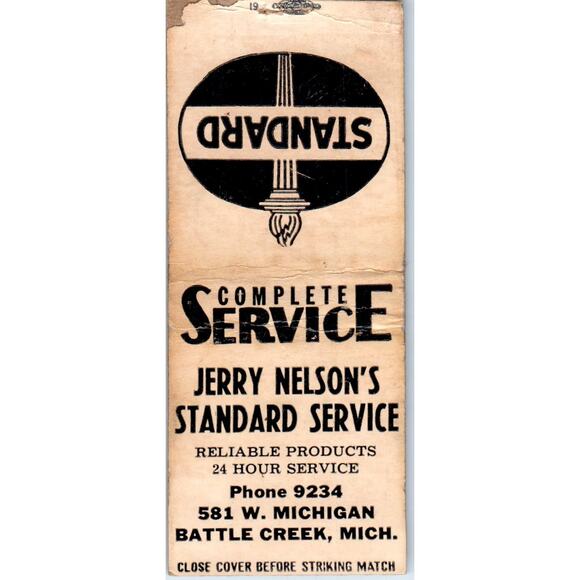 19
STANDARD
COMPLETE
SERVICE
JERRY NELSON'S
STANDARD SERVICE
RELIABLE PRODUCTS
24 HOUR SERVICE
Phone 9234
581 W. MICHIGAN
BATTLE CREEK, MICH.
CLOSE COVER BEFORE STRIKING MATCH